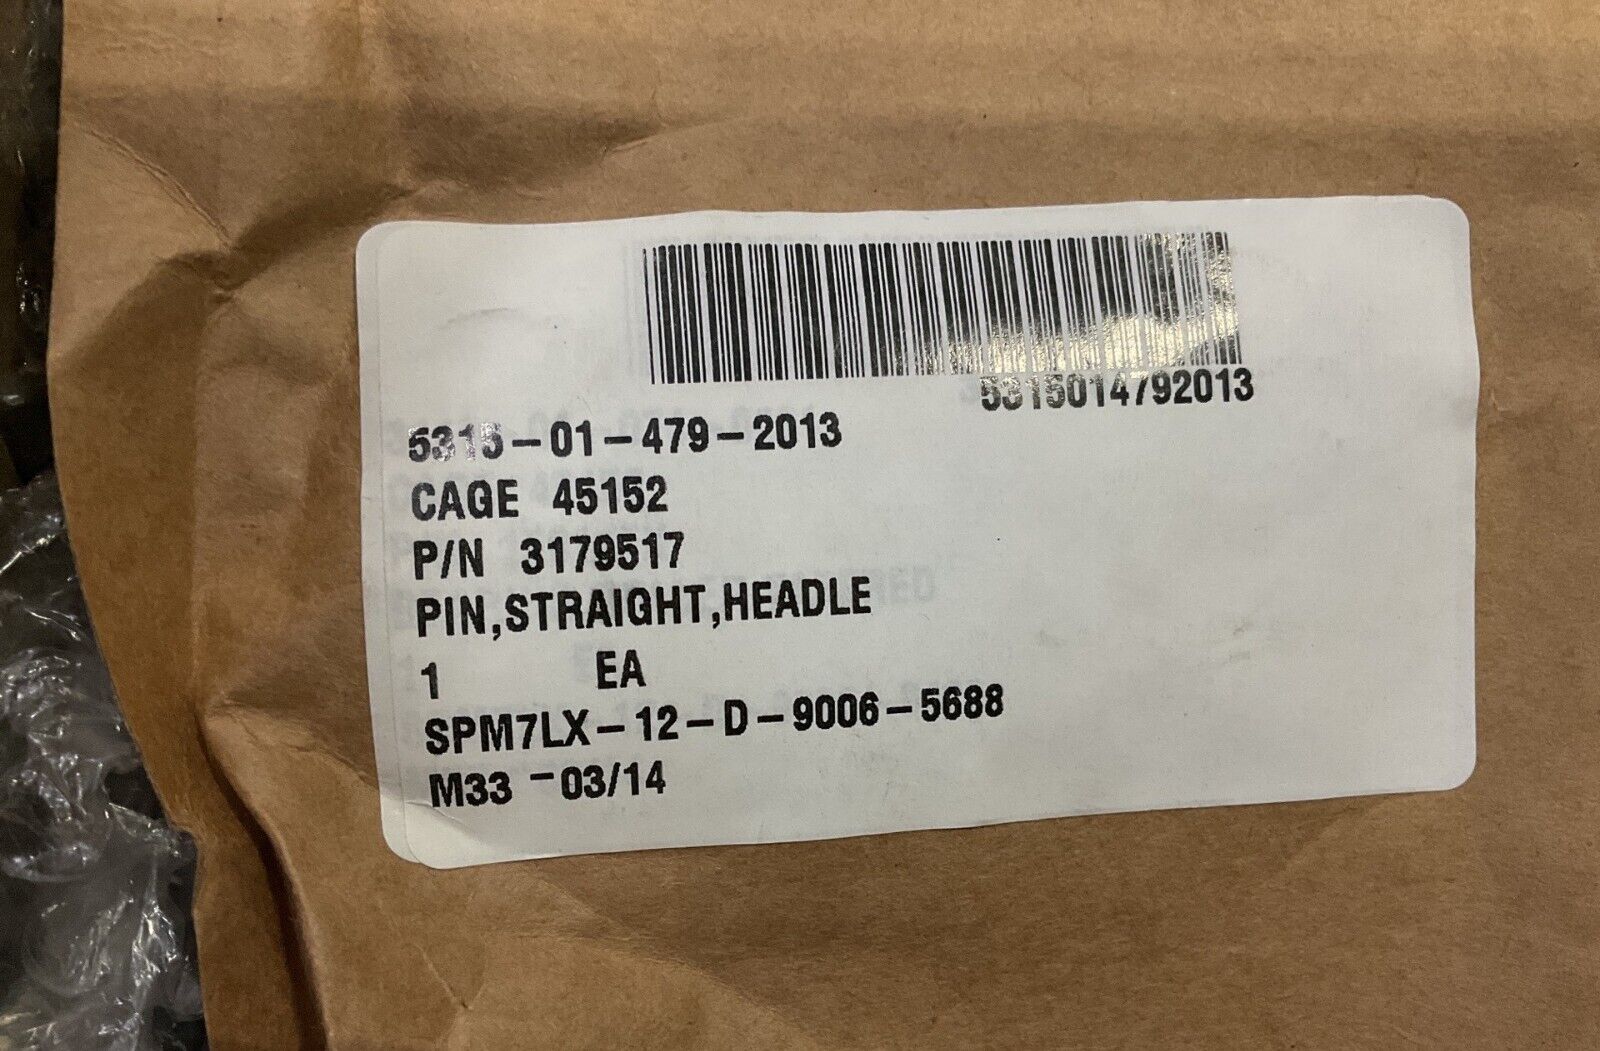 5315014792013
5315-01-479-2013
CAGE 45152
P/N 3179517
PIN,STRAIGHT,HEADLE
1 EA
SPM7LX-12-D-9006-5688
M33 -03/14